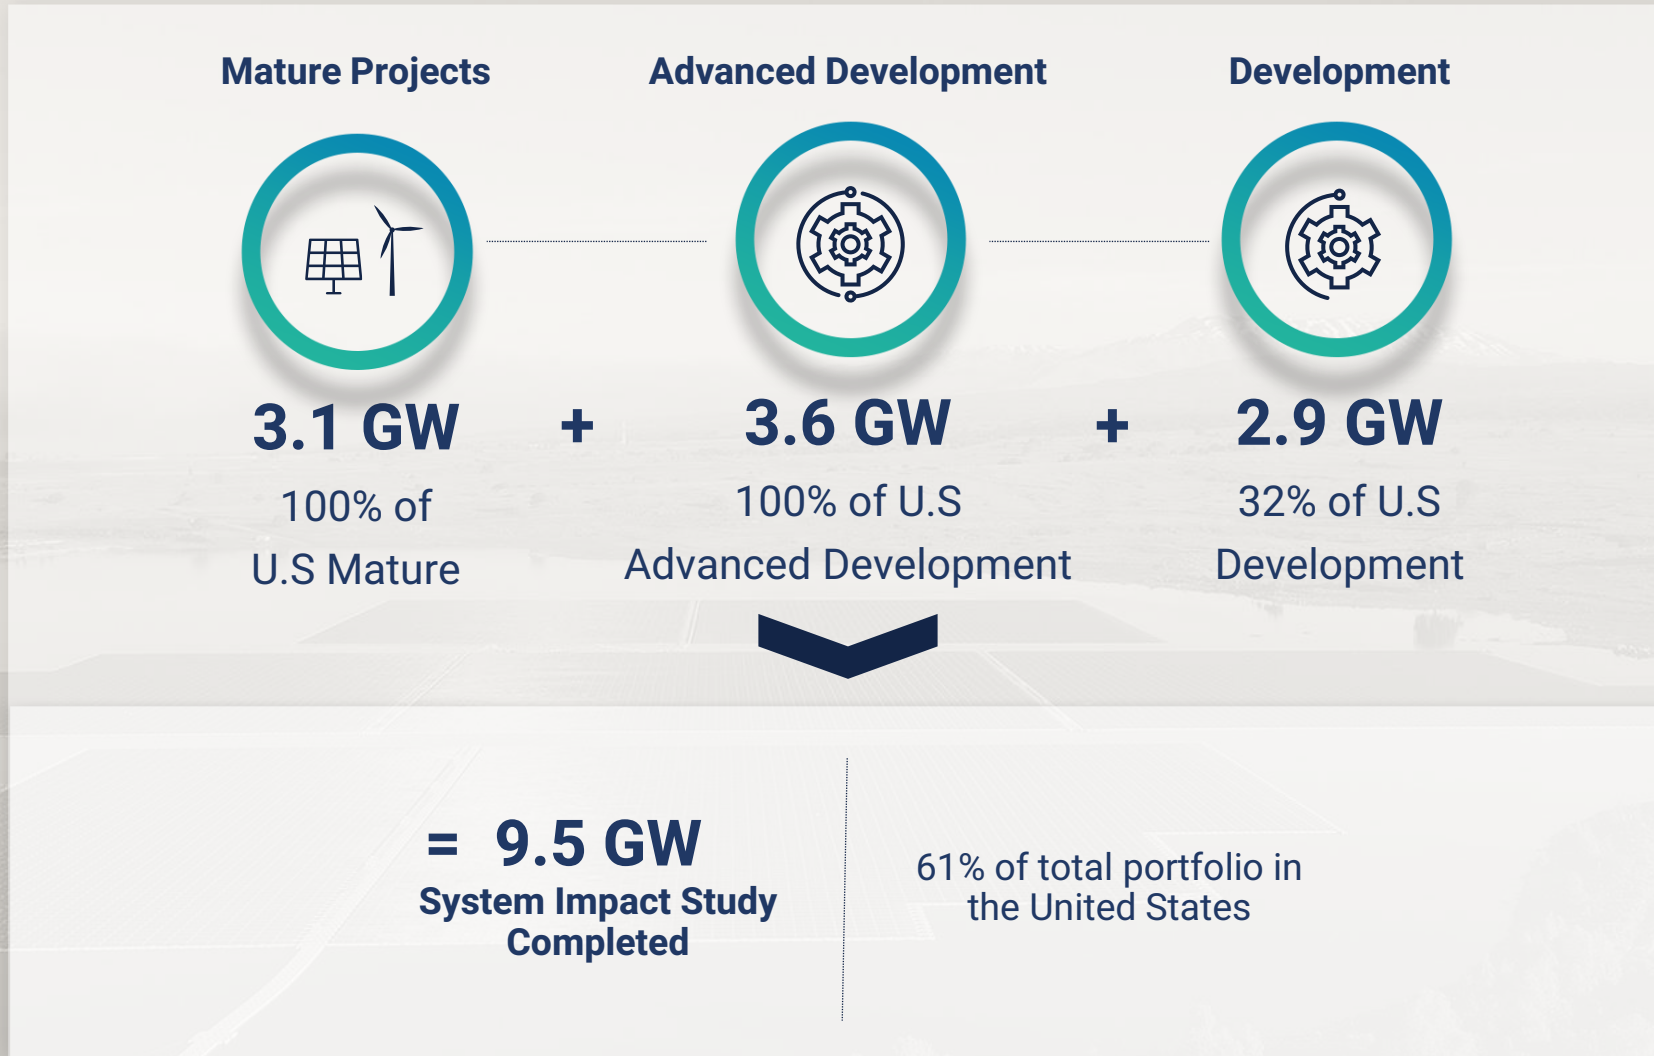 Mature Projects
Advanced Development
Development
3.1 GW
+
3.6 GW
+
2.9 GW
100% of
U.S Mature
100% of U.S
Advanced Development
32% of U.S
Development
= 9.5 GW
System Impact Study
Completed
61% of total portfolio in
the United States